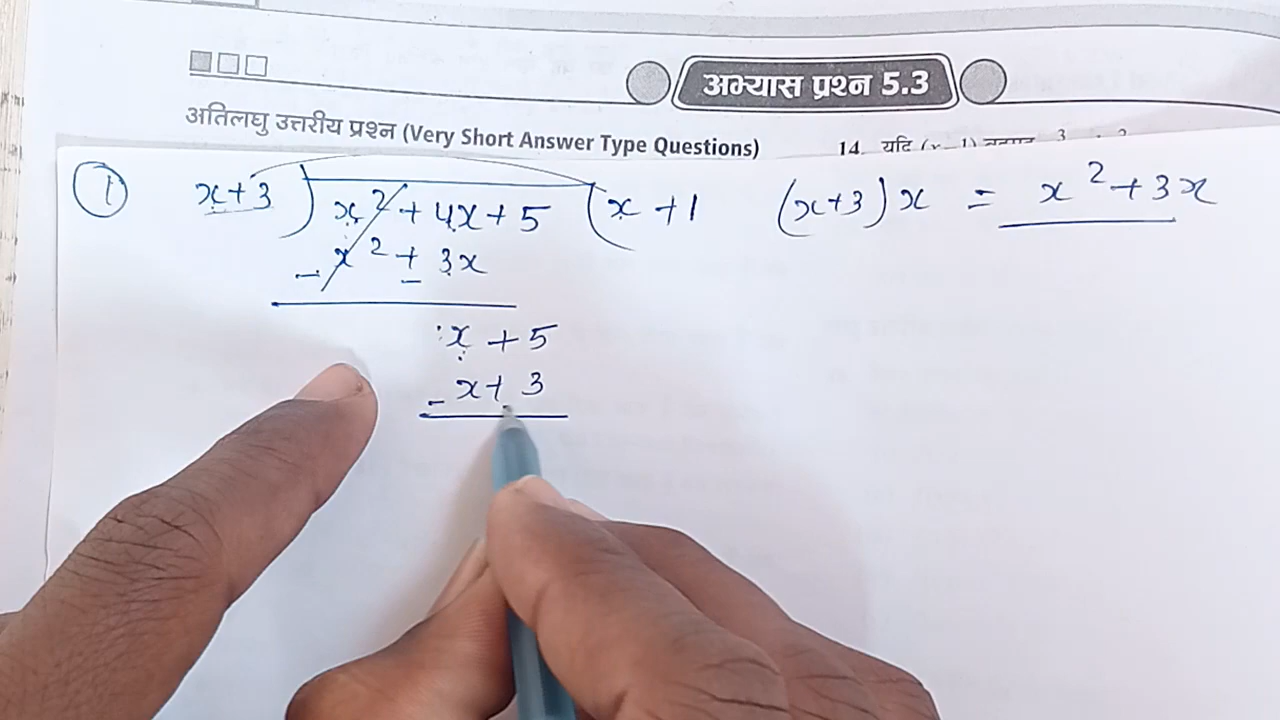 अभ्यास प्रश्न 5.3
अतिलघु उत्तरीय प्रश्न (Very Short Answer Type Questions)
14. यदि (x-1)
1 x+3 ) x² + 4x + 5 ( x + 1 (x+3) x = x² + 3x
- x² + 3x
-
x + 5
- x + 3